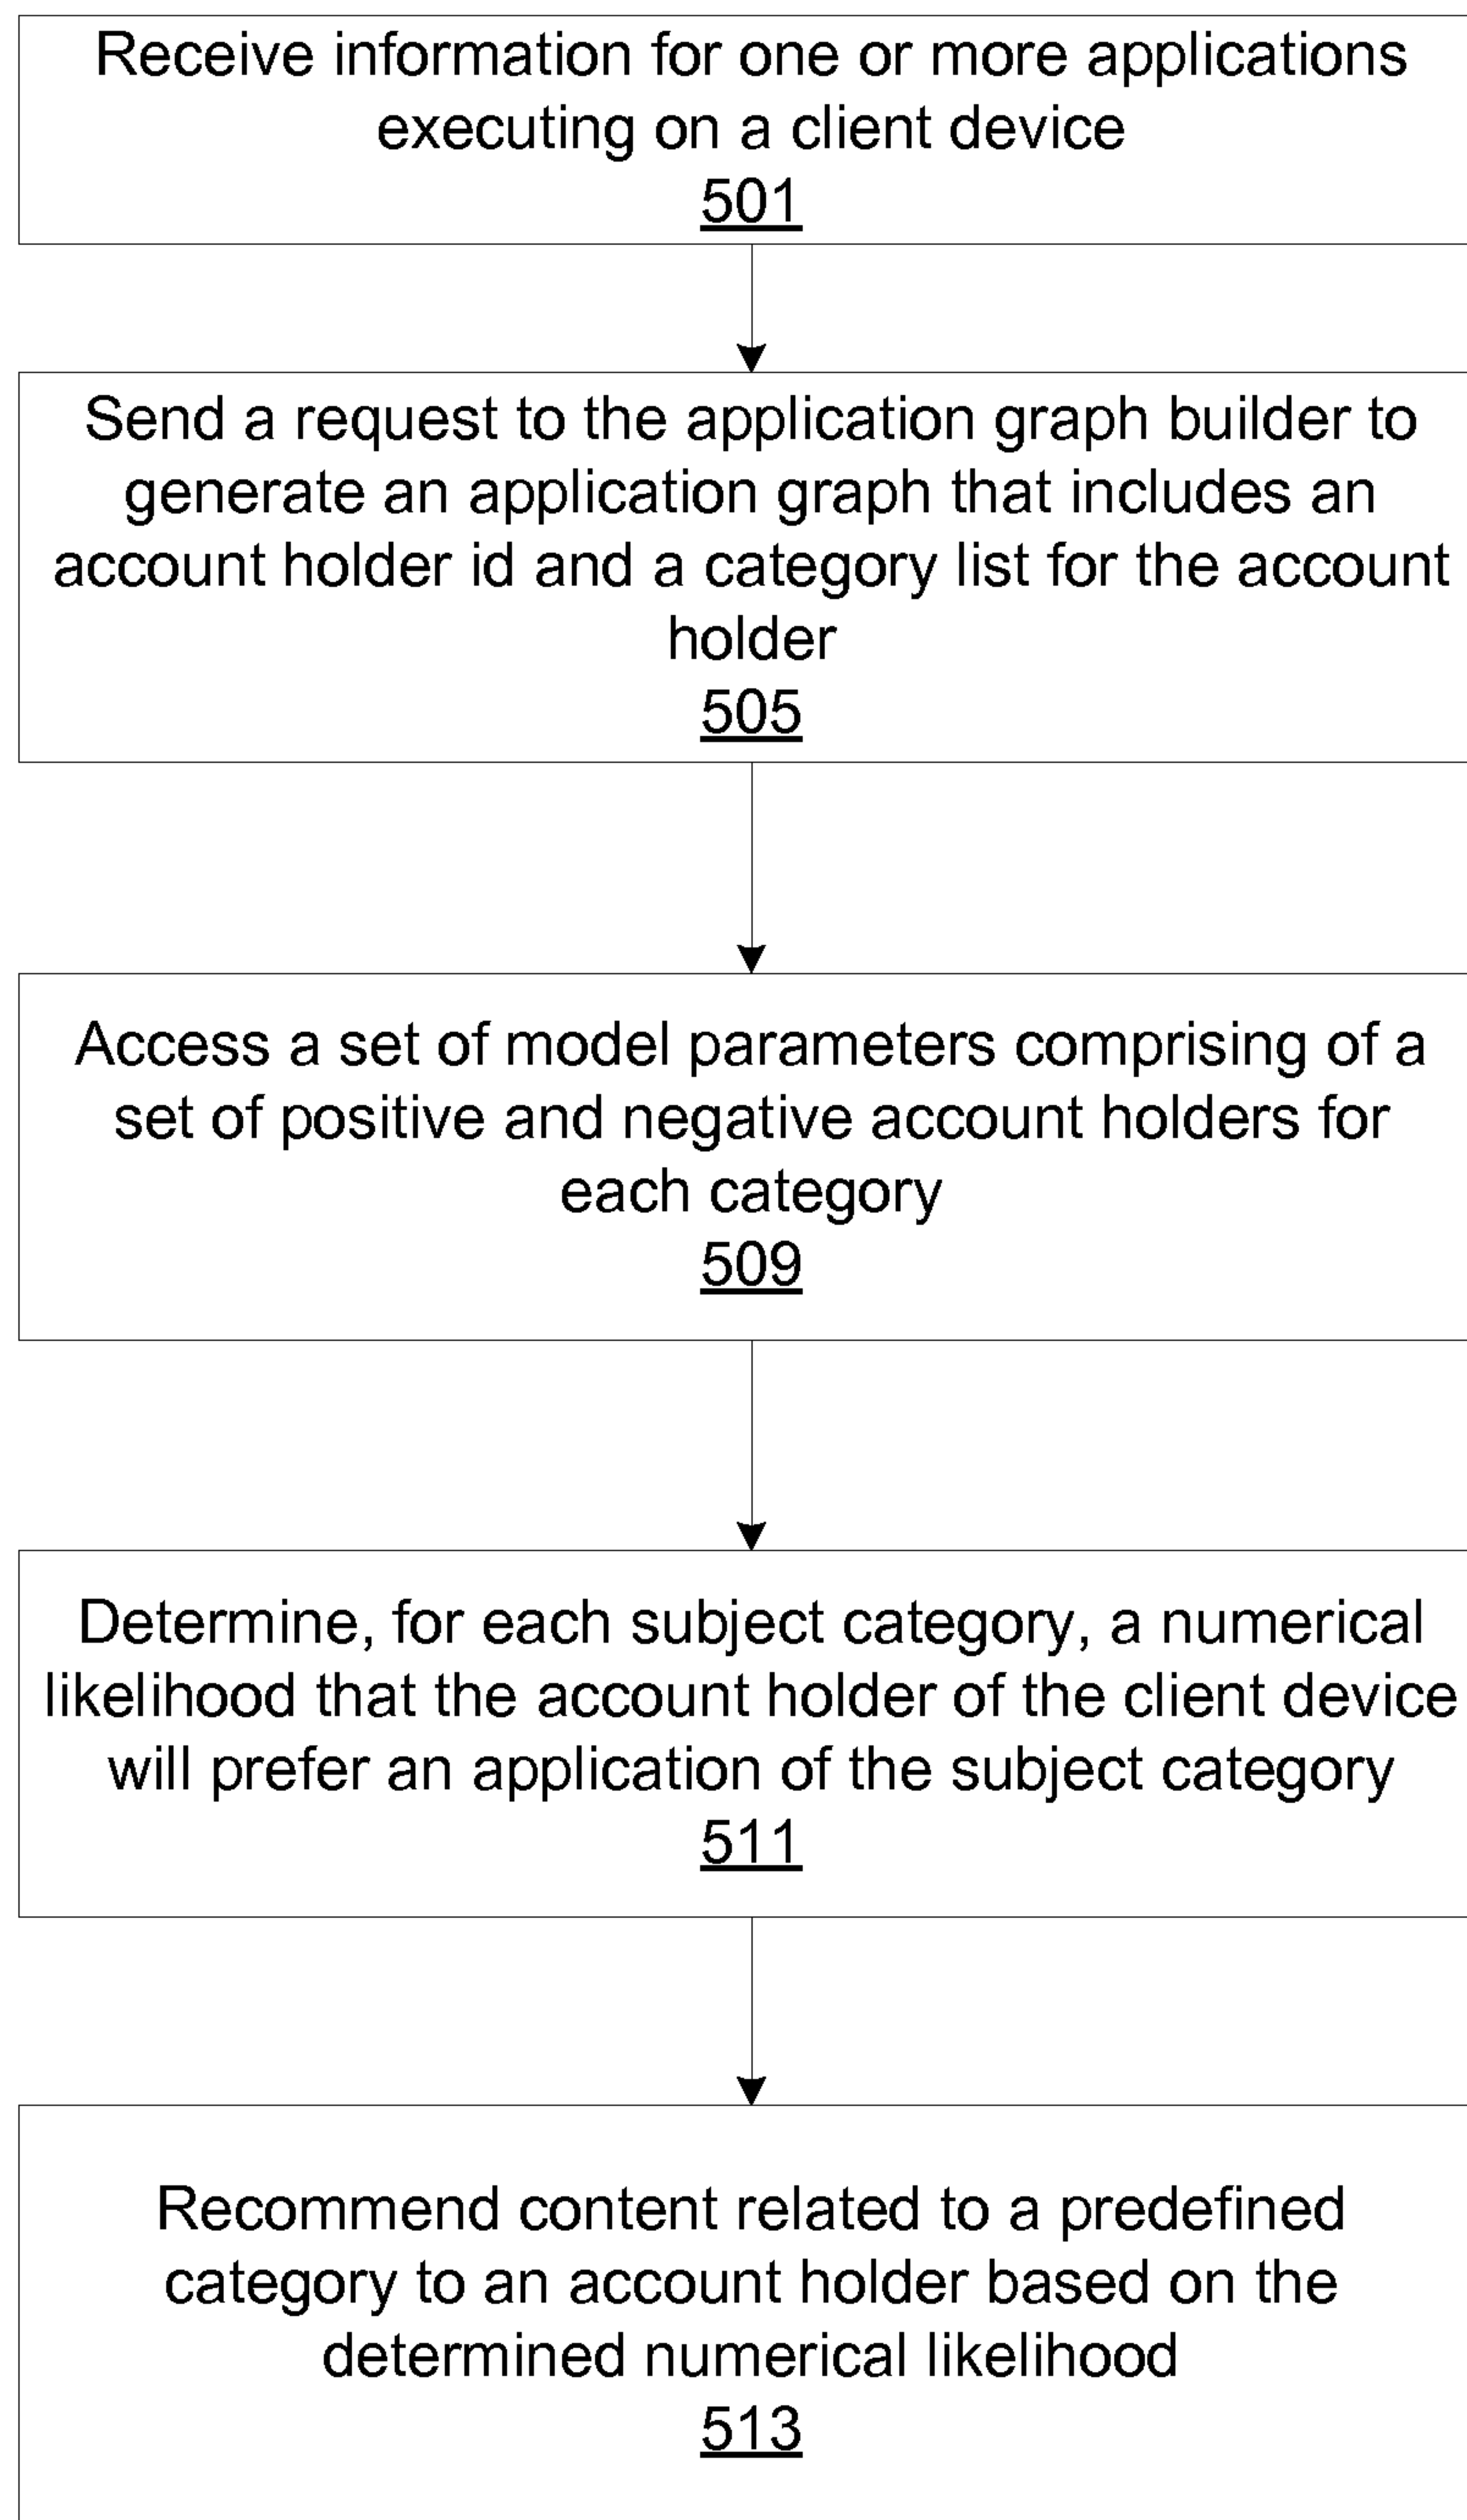 Receive information for one or more applications
executing on a client device
501
Send a request to the application graph builder to
generate an application graph that includes an
account holder id and a category list for the account
holder
505
Access a set of model parameters comprising of a
set of positive and negative account holders for
each category
509
Determine, for each subject category, a numerical
likelihood that the account holder of the client device
will prefer an application of the subject category
511
Recommend content related to a predefined
category to an account holder based on the
determined numerical likelihood
513